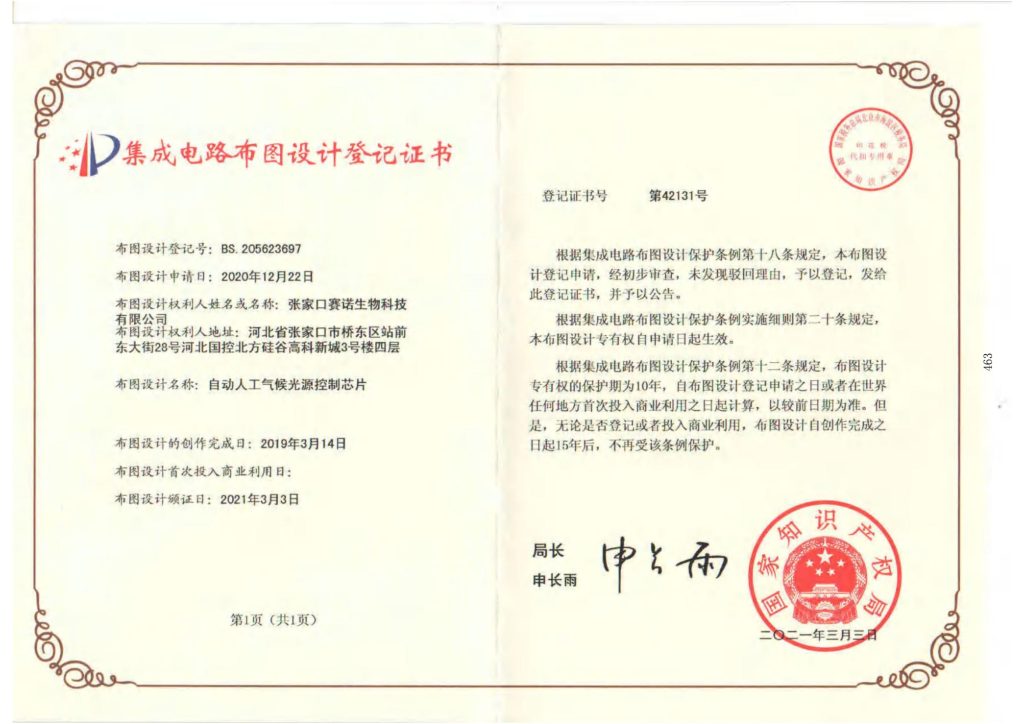 集成电路布图设计登记证书
布图设计登记号：BS.205623697
布图设计申请日：2020年12月22日
布图设计权利人姓名或名称：张家口赛诺生物科技
有限公司
布图设计权利人地址：河北省张家口市桥东区站前
东大街28号河北国控北方硅谷高科新城3号楼四层
布图设计名称：自动人工气候光源控制芯片
布图设计的创作完成日：2019年3月14日
布图设计首次投入商业利用日：
布图设计颁证日：2021年3月3日
第1页（共1页）
登记证书号 第42131号
根据集成电路布图设计保护条例第十八条规定，本布图设
计登记申请，经初步审查，未发现驳回理由，予以登记，发给
此登记证书，并予以公告。
根据集成电路布图设计保护条例实施细则第二十条规定，
本布图设计专有权自申请日起生效。
根据集成电路布图设计保护条例第十二条规定，布图设计
专有权的保护期为10年，自布图设计登记申请之日或者在世界
任何地方首次投入商业利用之日起计算，以较前日期为准。但
是，无论是否登记或者投入商业利用，布图设计自创作完成之
日起15年后，不再受该条例保护。
局长
申长雨
申长雨
国家知识产权局
二〇二一年三月三日
印花税
代扣专用章
国家知识产权局
463